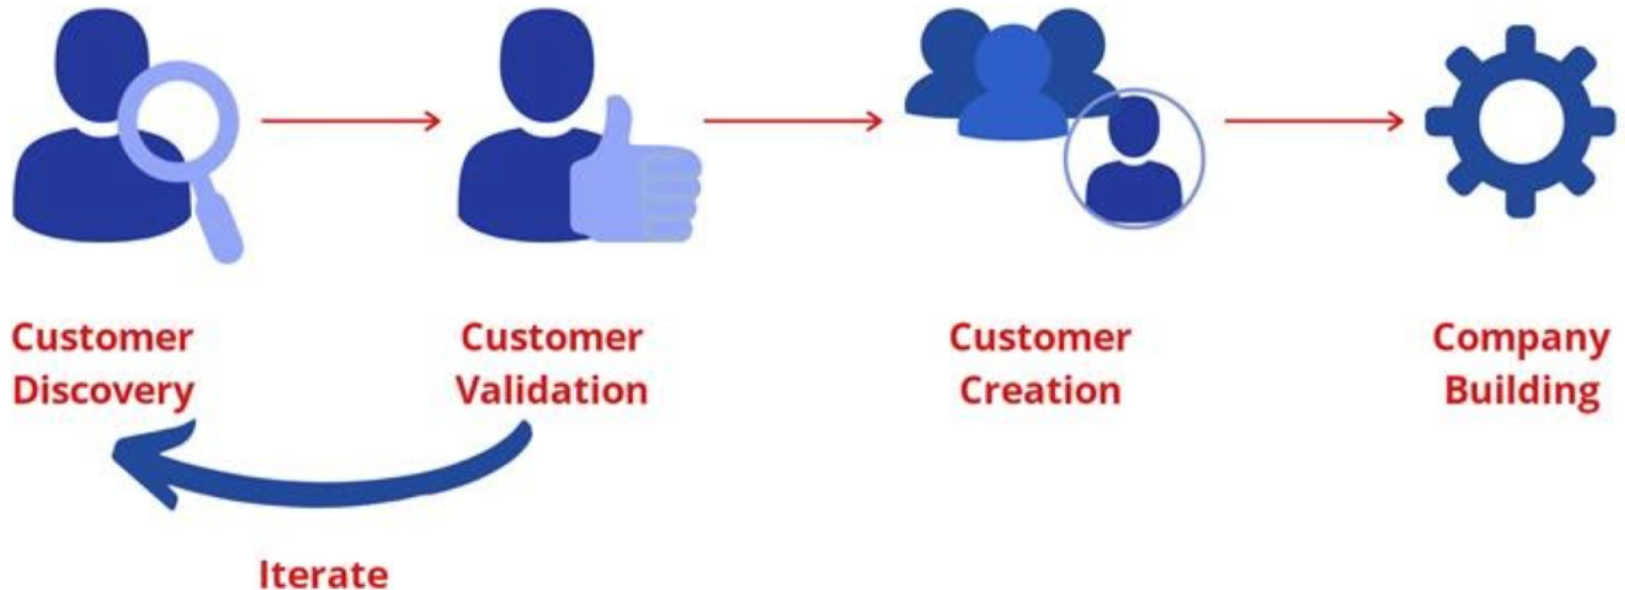 Customer
Discovery
Customer
Validation
Customer
Creation
Company
Building
Iterate